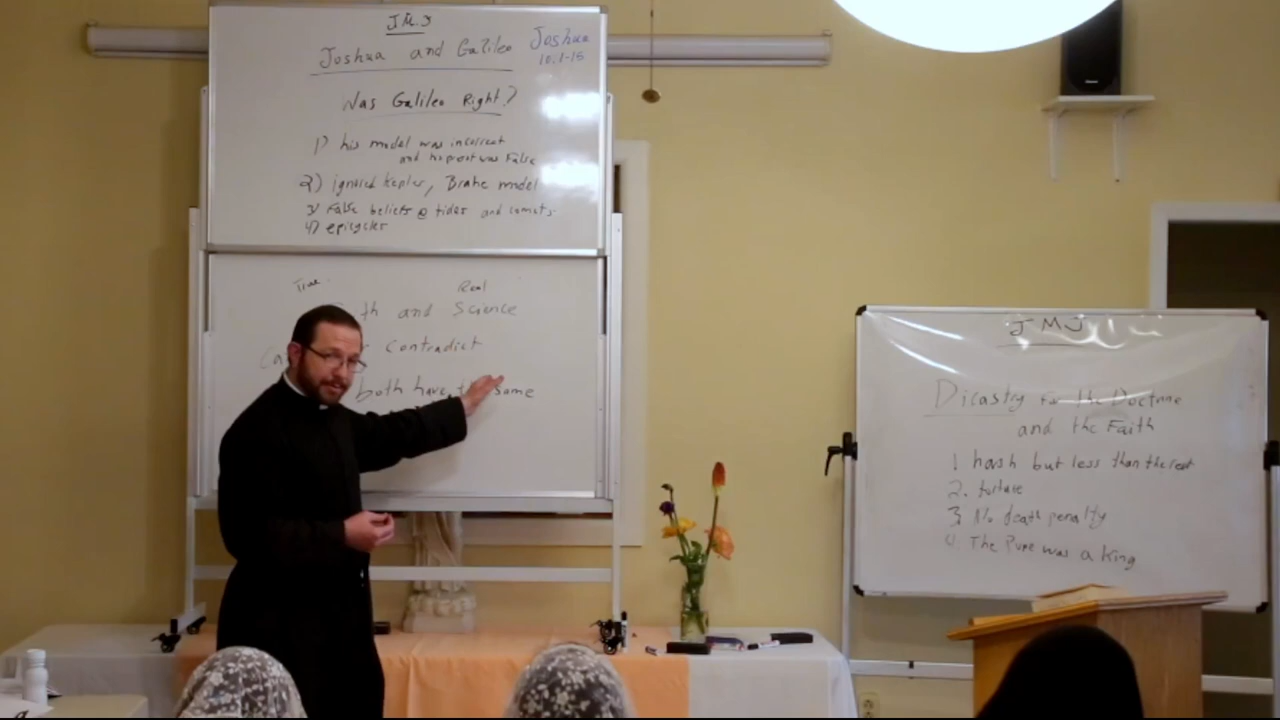 J.M.J
Joshua and Galileo
Joshua
10:1-15
Was Galileo Right?
1) his model was incorrect
and his proof was False
2) ignored Kepler, Brahe model
3) False beliefs @ tides and comets
4) epicycles
True Real
and Science
contradict
both have the same
J M J
Dicastry for the Doctrine
and the Faith
1 harsh but less than the rest
2. torture
3. No death penalty
4. The Pope was a King